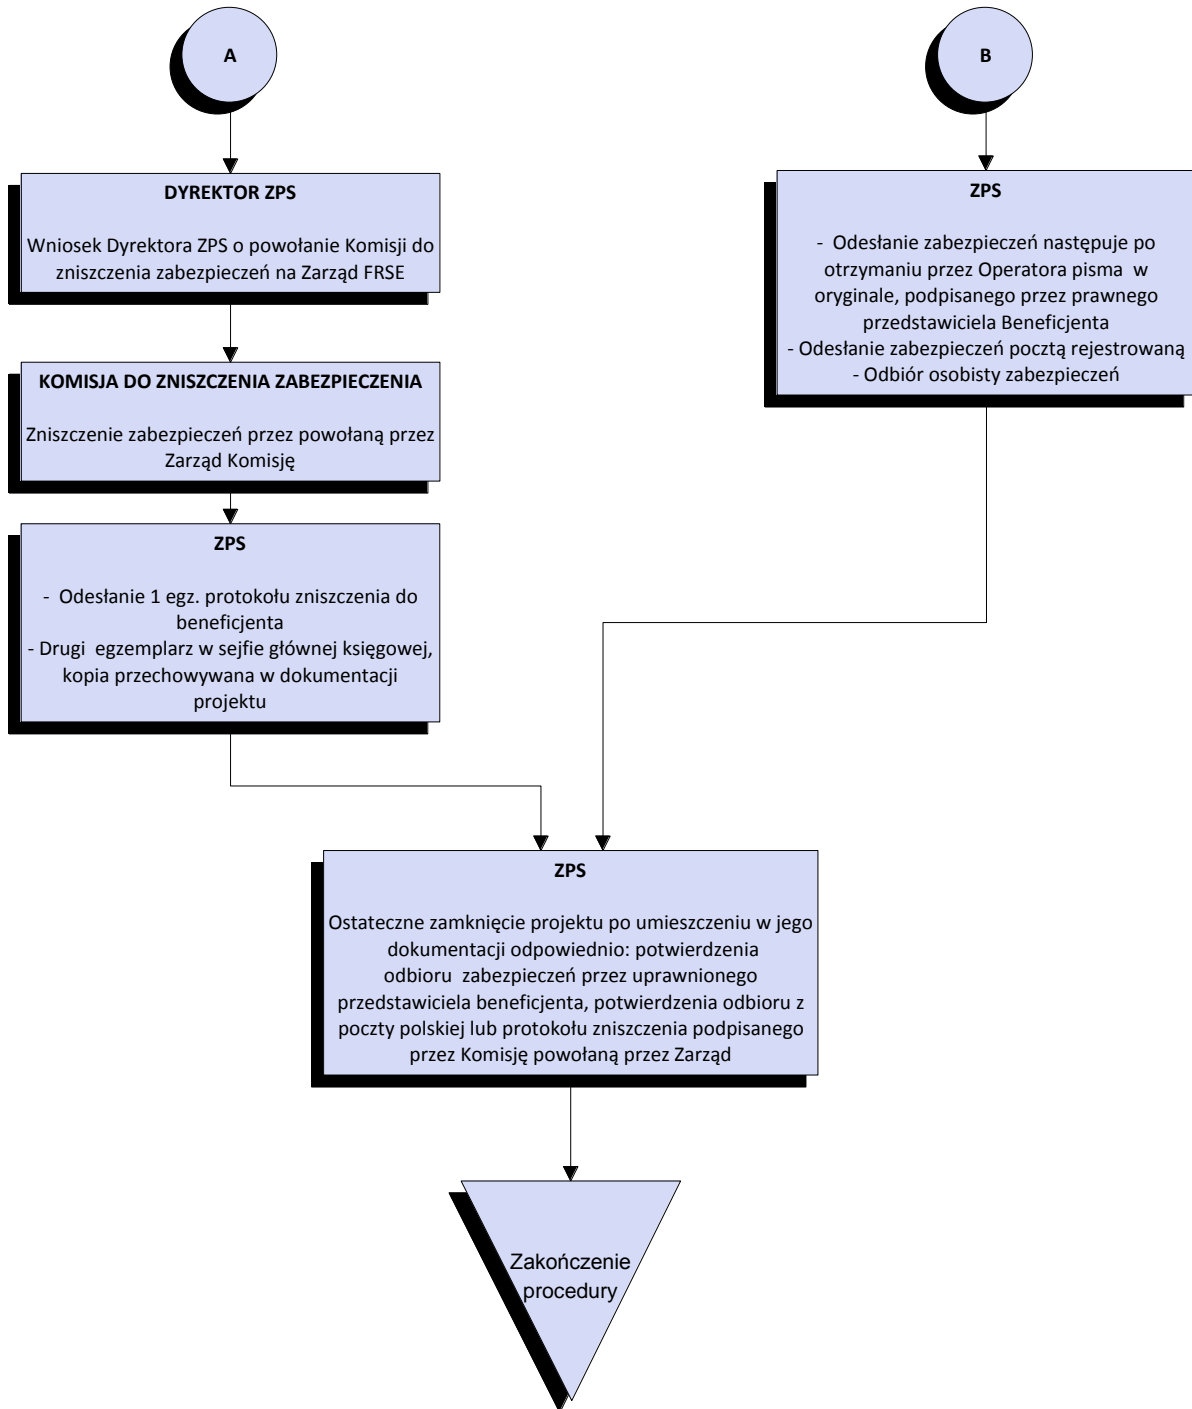 A
DYREKTOR ZPS
Wniosek Dyrektora ZPS o powołanie Komisji do
zniszczenia zabezpieczeń na Zarząd FRSE
KOMISJA DO ZNISZCZENIA ZABEZPIECZENIA
Zniszczenie zabezpieczeń przez powołaną przez
Zarząd Komisję
ZPS
- Odesłanie 1 egz. protokołu zniszczenia do
beneficjenta
- Drugi egzemplarz w sejfie głównej księgowej,
kopia przechowywana w dokumentacji
projektu
B
ZPS
- Odesłanie zabezpieczeń następuje po
otrzymaniu przez Operatora pisma w
oryginale, podpisanego przez prawnego
przedstawiciela Beneficjenta
- Odesłanie zabezpieczeń pocztą rejestrowaną
- Odbiór osobisty zabezpieczeń
ZPS
Ostateczne zamknięcie projektu po umieszczeniu w jego
dokumentacji odpowiednio: potwierdzenia
odbioru zabezpieczeń przez uprawnionego
przedstawiciela beneficjenta, potwierdzenia odbioru z
poczty polskiej lub protokołu zniszczenia podpisanego
przez Komisję powołaną przez Zarząd
Zakończenie
procedury